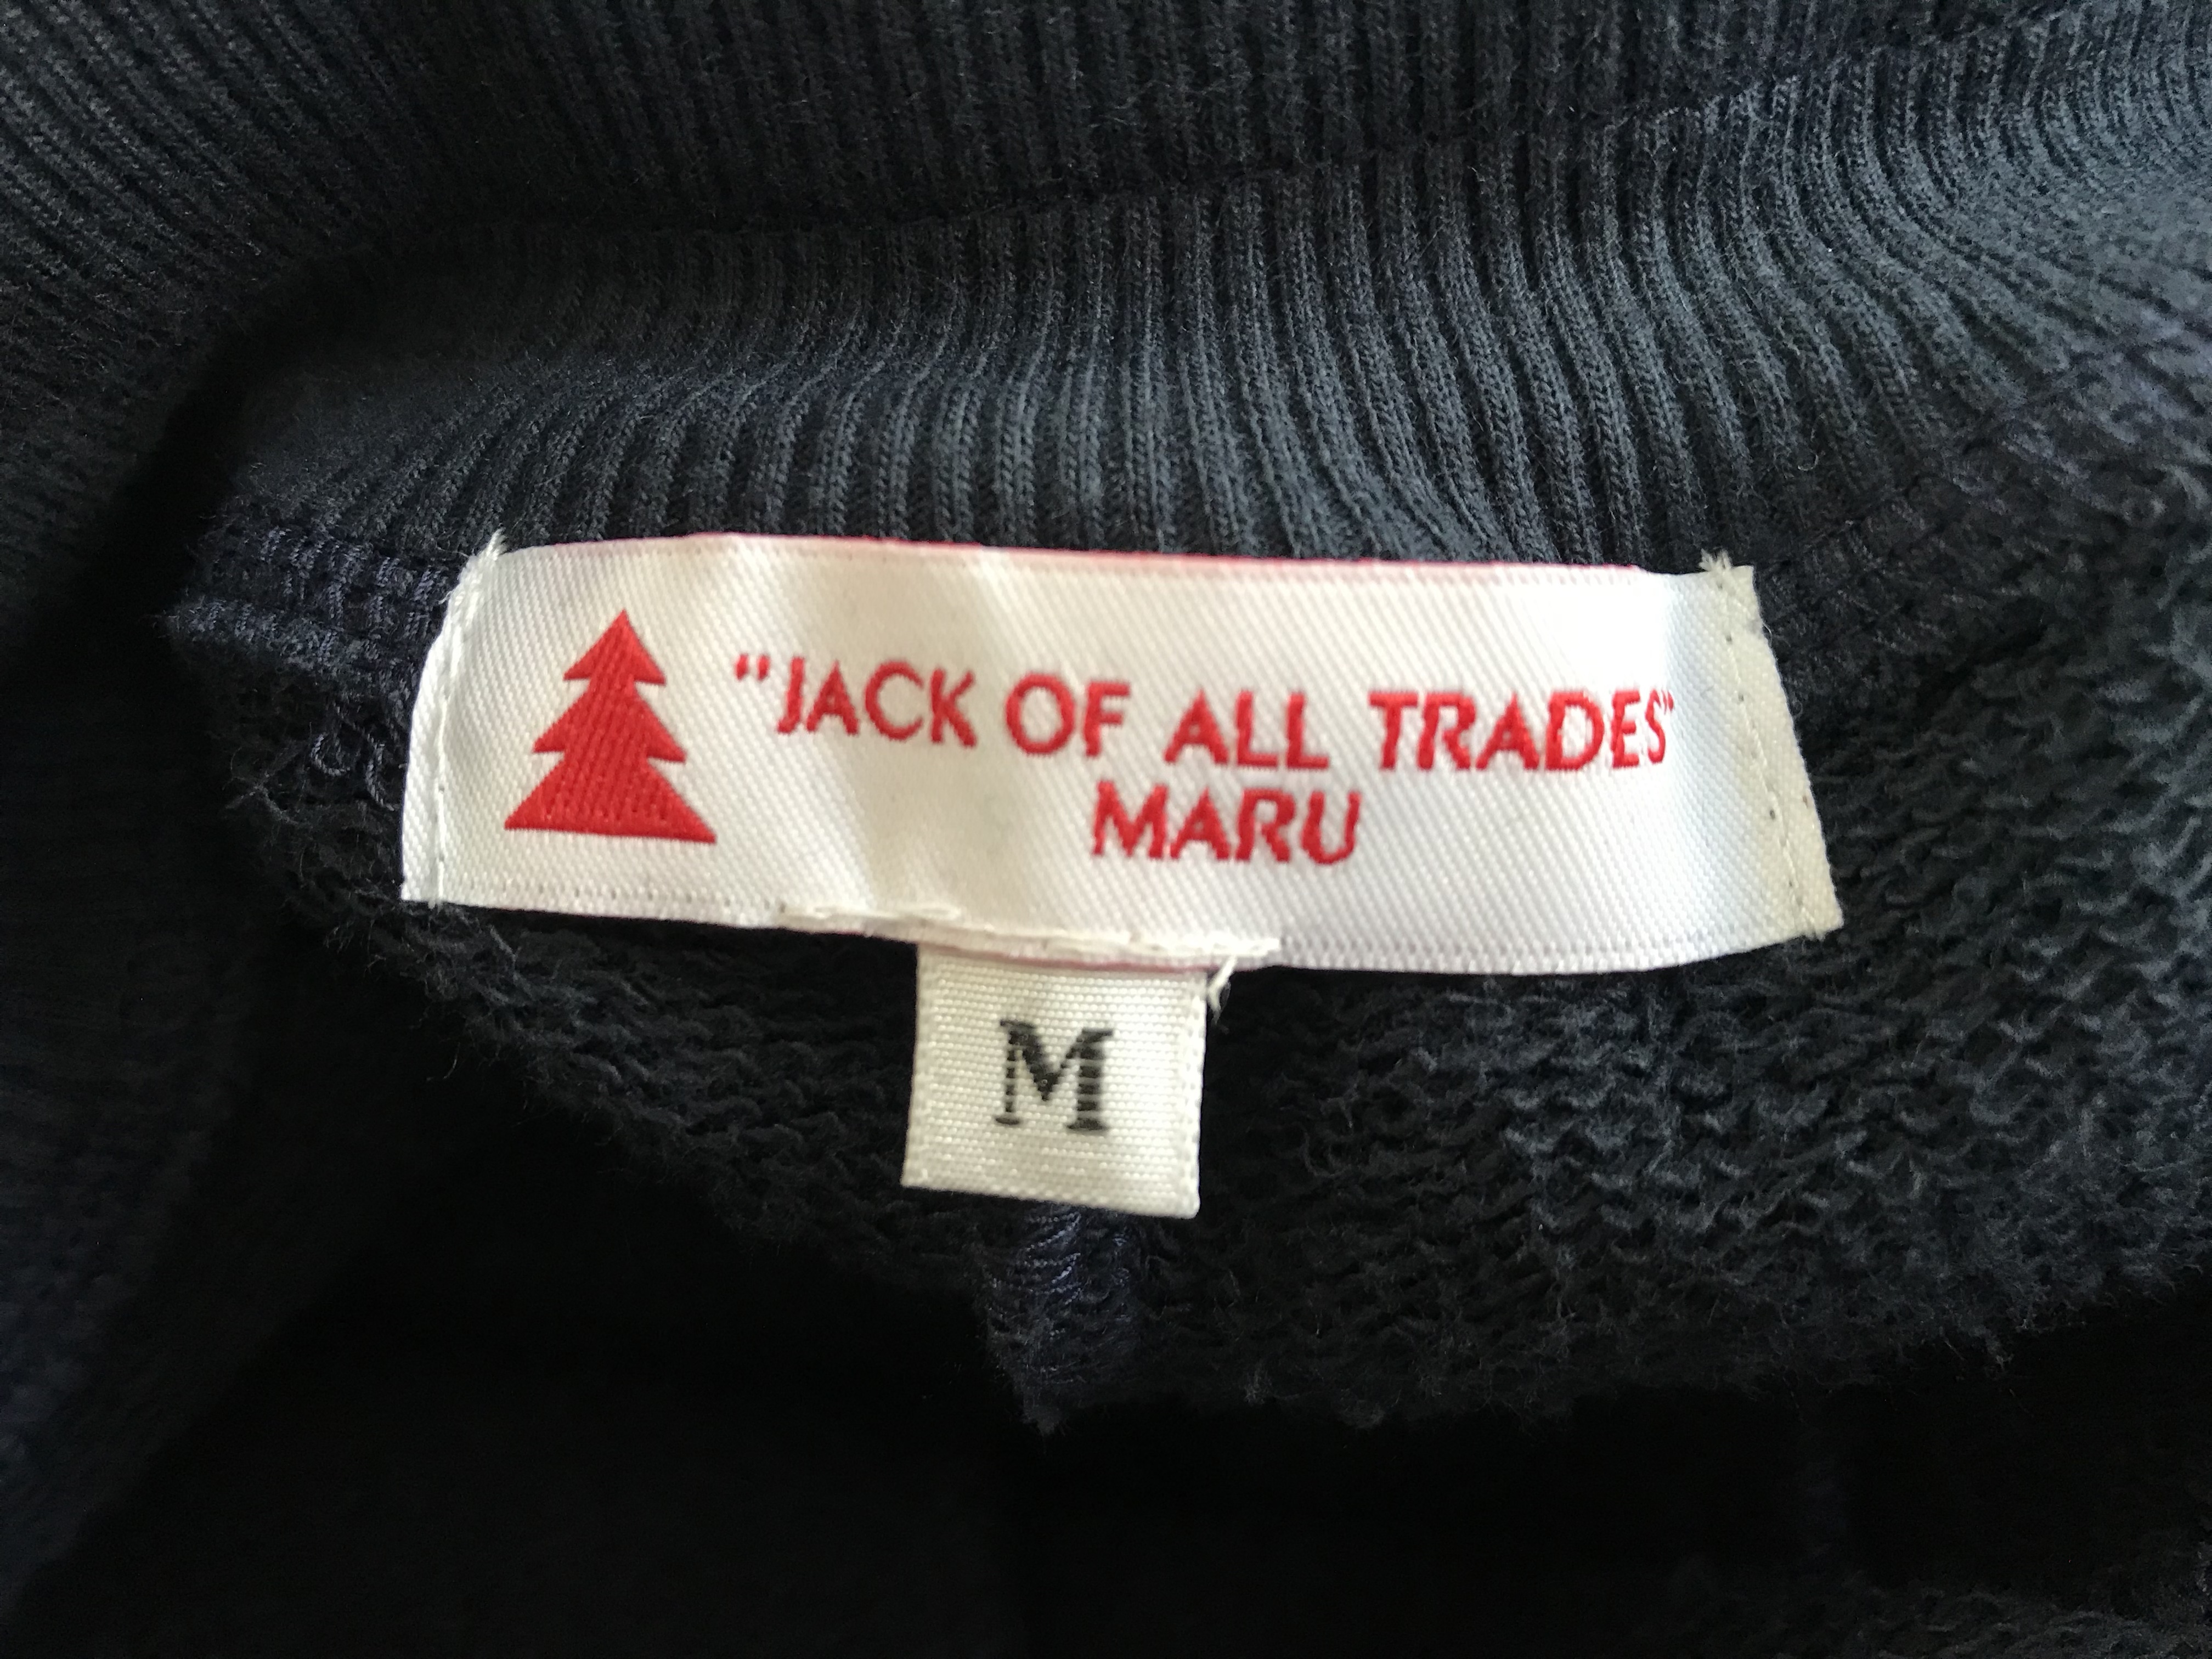 "JACK OF ALL TRADES"
MARU
M